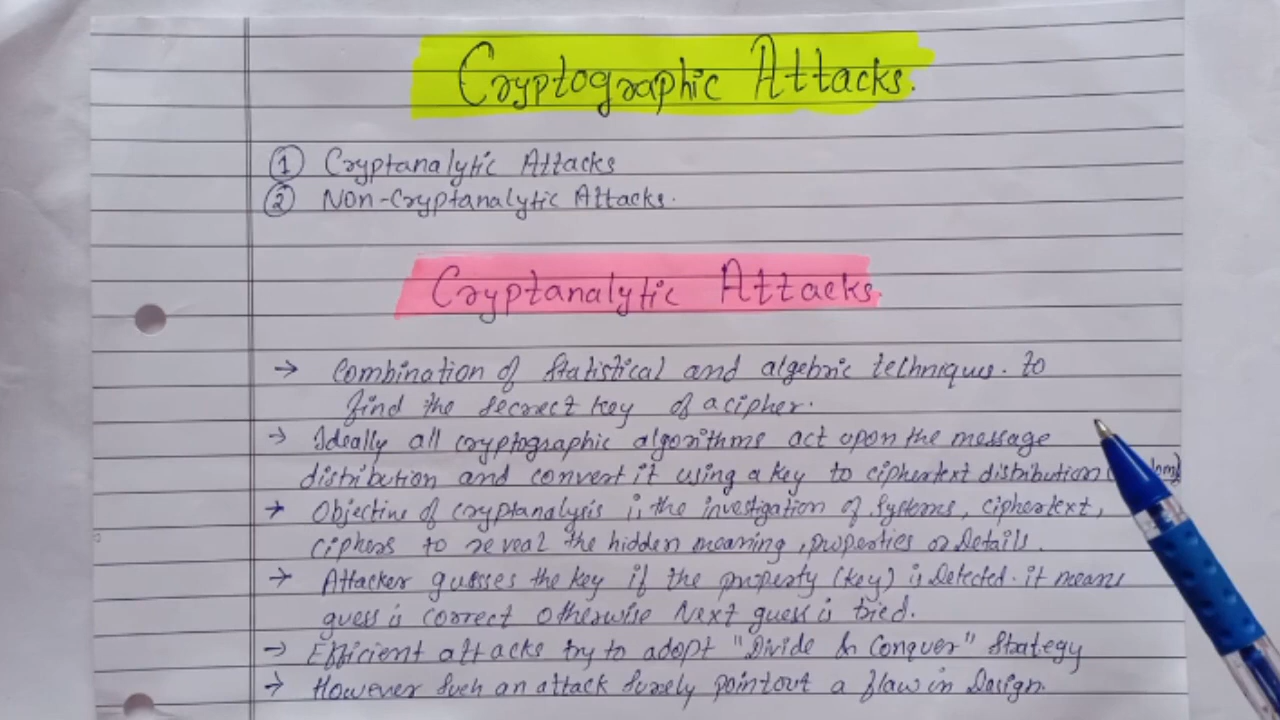 Cryptographic Attacks.
① Cryptanalytic Attacks
② Non-Cryptanalytic Attacks.
Cryptanalytic Attacks.
→ Combination of Statistical and algebric techniques. to
find the secrect key of a cipher.
→ Ideally all cryptographic algorithms act upon the message
distribution and convert it using a key to ciphertext distribution
→ Objective of cryptanalysis is the investigation of systems, ciphertext,
ciphers to reveal the hidden meaning, properties or Details.
→ Attacker guesses the key if the property (key) is Detected. it means
guess is correct otherwise Next guess is tried.
→ Efficient attacks try to adopt "Divide & Conquer" Strategy
→ However Such an attack Surely pointout a flaw in Design.